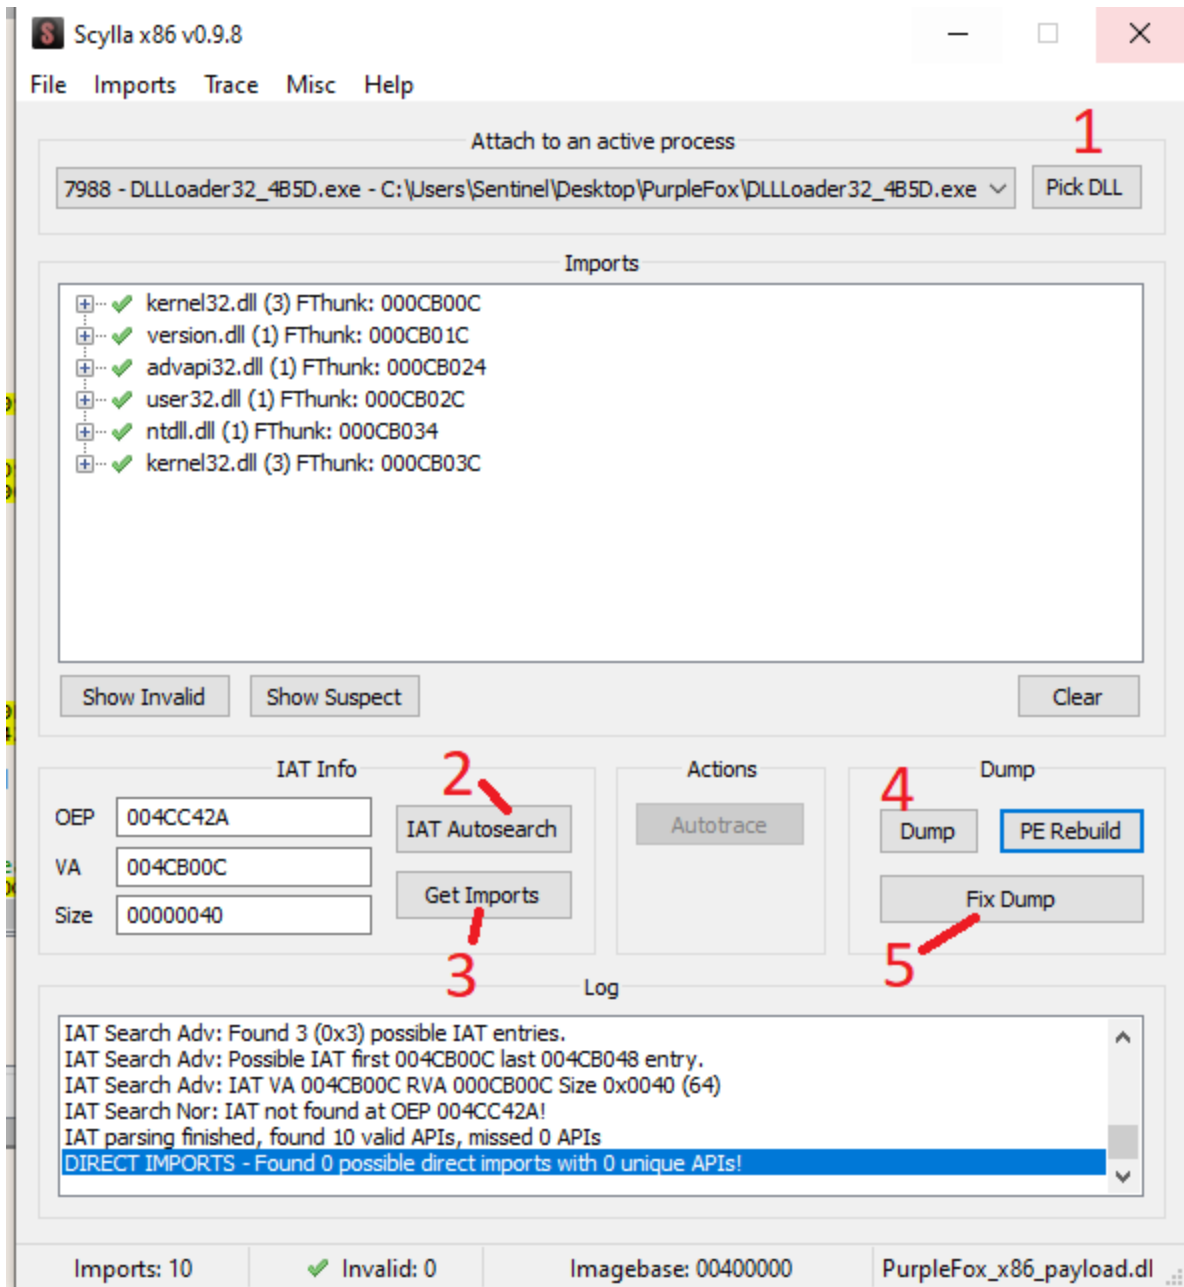 Scylla x86 v0.9.8
File Imports Trace Misc Help
1
Attach to an active process
7988 - DLLLoader32_4B5D.exe - C:\Users\Sentinel\Desktop\PurpleFox\DLLLoader32_4B5D.exe
Pick DLL
Imports
kernel32.dll (3) FThunk: 000CB00C
version.dll (1) FThunk: 000CB01C
advapi32.dll (1) FThunk: 000CB024
user32.dll (1) FThunk: 000CB02C
ntdll.dll (1) FThunk: 000CB034
kernel32.dll (3) FThunk: 000CB03C
Show Invalid Show Suspect Clear
IAT Info
2
OEP 004CC42A
IAT Autosearch
VA 004CB00C
Get Imports
Size 00000040
3
Actions
Autotrace
Dump
4
Dump PE Rebuild
Fix Dump
5
Log
IAT Search Adv: Found 3 (0x3) possible IAT entries.
IAT Search Adv: Possible IAT first 004CB00C last 004CB048 entry.
IAT Search Adv: IAT VA 004CB00C RVA 000CB00C Size 0x0040 (64)
IAT Search Nor: IAT not found at OEP 004CC42A!
IAT parsing finished, found 10 valid APIs, missed 0 APIs
DIRECT IMPORTS - Found 0 possible direct imports with 0 unique APIs!
Imports: 10 Invalid: 0 Imagebase: 00400000 PurpleFox_x86_payload.dl